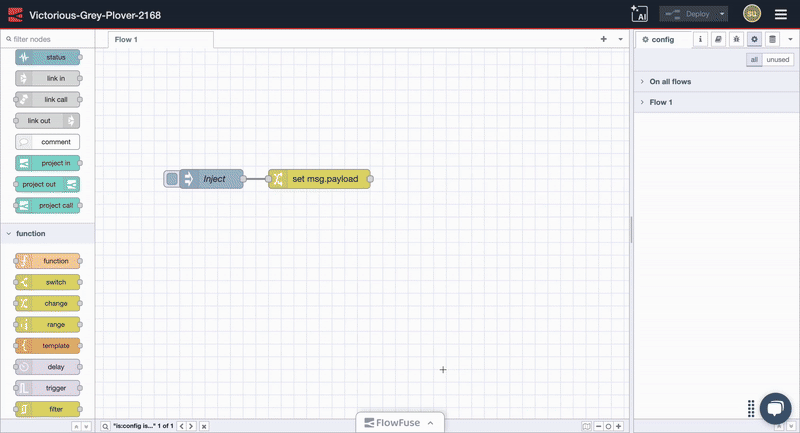 Victorious-Grey-Plover-2168
AI
Deploy
SU
filter nodes
Flow 1
config
i
all
unused
status
link in
link call
link out
comment
project in
project out
project call
function
function
switch
change
range
template
delay
trigger
filter
Inject
set msg.payload
On all flows
Flow 1
"is:config is..." 1 of 1
FlowFuse